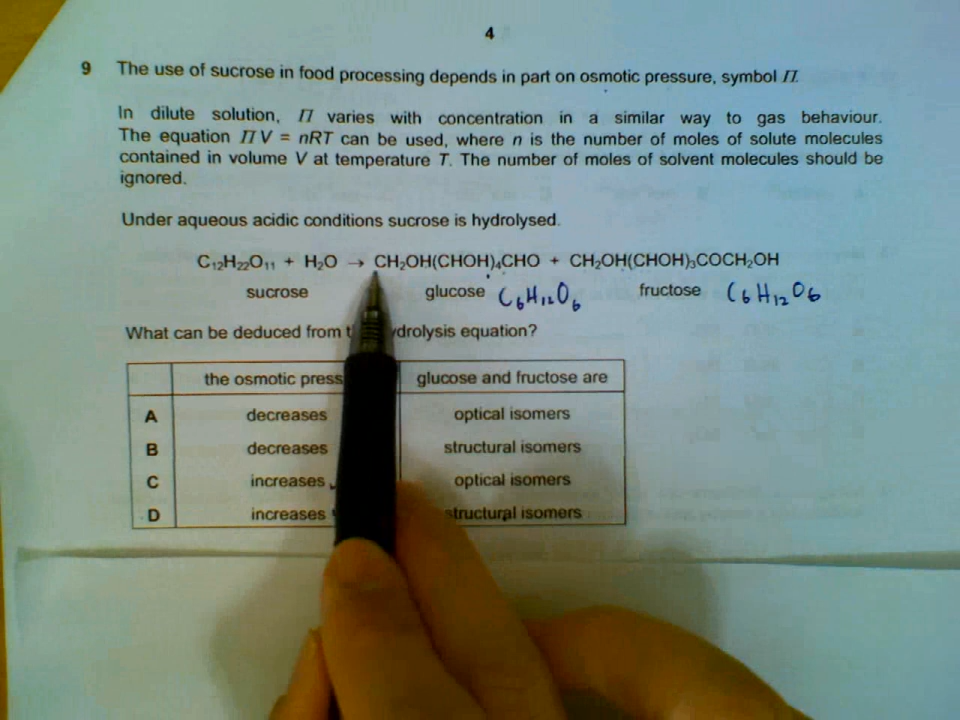 4
9 The use of sucrose in food processing depends in part on osmotic pressure, symbol Π.
In dilute solution, Π varies with concentration in a similar way to gas behaviour.
The equation ΠV = nRT can be used, where n is the number of moles of solute molecules
contained in volume V at temperature T. The number of moles of solvent molecules should be
ignored.
Under aqueous acidic conditions sucrose is hydrolysed.
C₁₂H₂₂O₁₁ + H₂O → CH₂OH(CHOH)₄CHO + CH₂OH(CHOH)₃COCH₂OH
sucrose glucose C₆H₁₂O₆ fructose C₆H₁₂O₆
What can be deduced from hydrolysis equation?
the osmotic glucose and fructose are
A decreases optical isomers
B decreases structural isomers
C increases optical isomers
D increases structural isomers